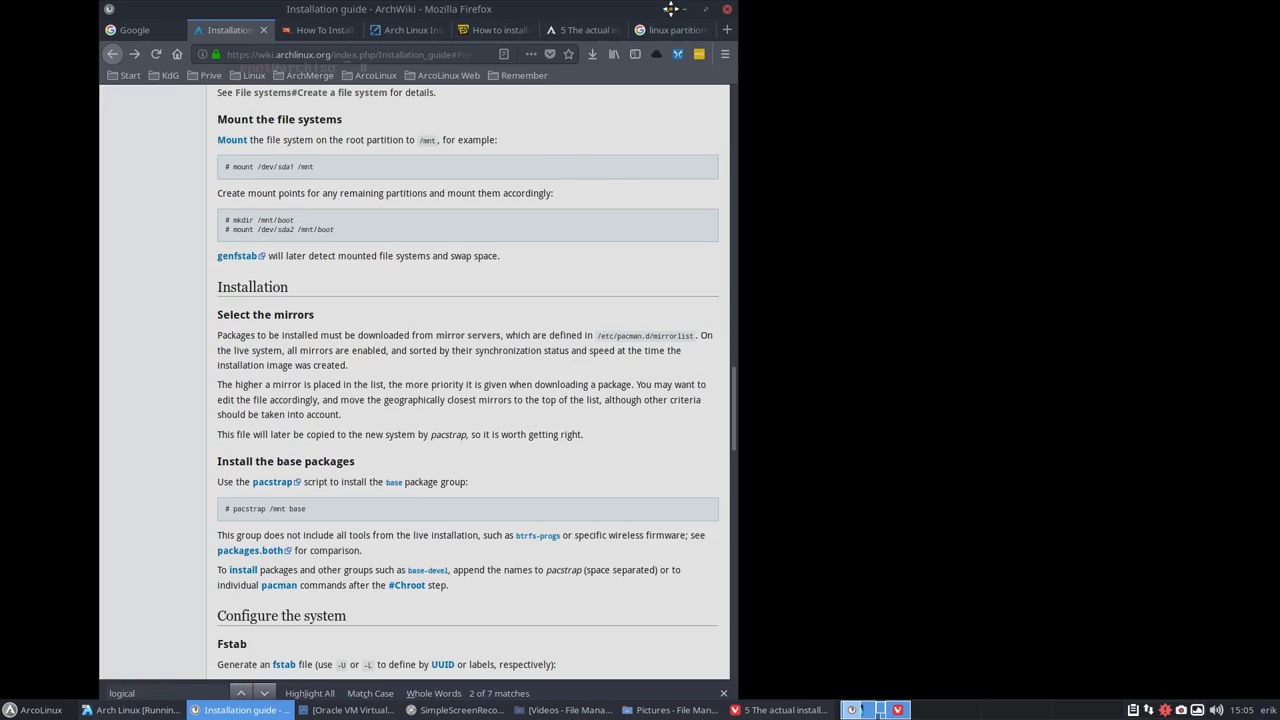 Installation guide - ArchWiki - Mozilla Firefox
Google
Installation
How To Install
Arch Linux Ins
How to install
5 The actual in
linux partition
https://wiki.archlinux.org/index.php/Installation_guide#Pre
Start KdG Prive Linux ArchMerge ArcoLinux ArcoLinux Web Remember
See File systems#Create a file system for details.
Mount the file systems
Mount the file system on the root partition to /mnt, for example:
# mount /dev/sda1 /mnt
Create mount points for any remaining partitions and mount them accordingly:
# mkdir /mnt/boot
# mount /dev/sda2 /mnt/boot
genfstab will later detect mounted file systems and swap space.
Installation
Select the mirrors
Packages to be installed must be downloaded from mirror servers, which are defined in /etc/pacman.d/mirrorlist. On
the live system, all mirrors are enabled, and sorted by their synchronization status and speed at the time the
installation image was created.
The higher a mirror is placed in the list, the more priority it is given when downloading a package. You may want to
edit the file accordingly, and move the geographically closest mirrors to the top of the list, although other criteria
should be taken into account.
This file will later be copied to the new system by pacstrap, so it is worth getting right.
Install the base packages
Use the pacstrap script to install the base package group:
# pacstrap /mnt base
This group does not include all tools from the live installation, such as btrfs-progs or specific wireless firmware; see
packages.both for comparison.
To install packages and other groups such as base-devel, append the names to pacstrap (space separated) or to
individual pacman commands after the #Chroot step.
Configure the system
Fstab
Generate an fstab file (use -U or -L to define by UUID or labels, respectively):
logical Highlight All Match Case Whole Words 2 of 7 matches
ArcoLinux Arch Linux [Runnin... Installation guide - ... [Oracle VM Virtual... SimpleScreenReco... [Videos - File Mana... Pictures - File Mana... 5 The actual install... 15:05 erik